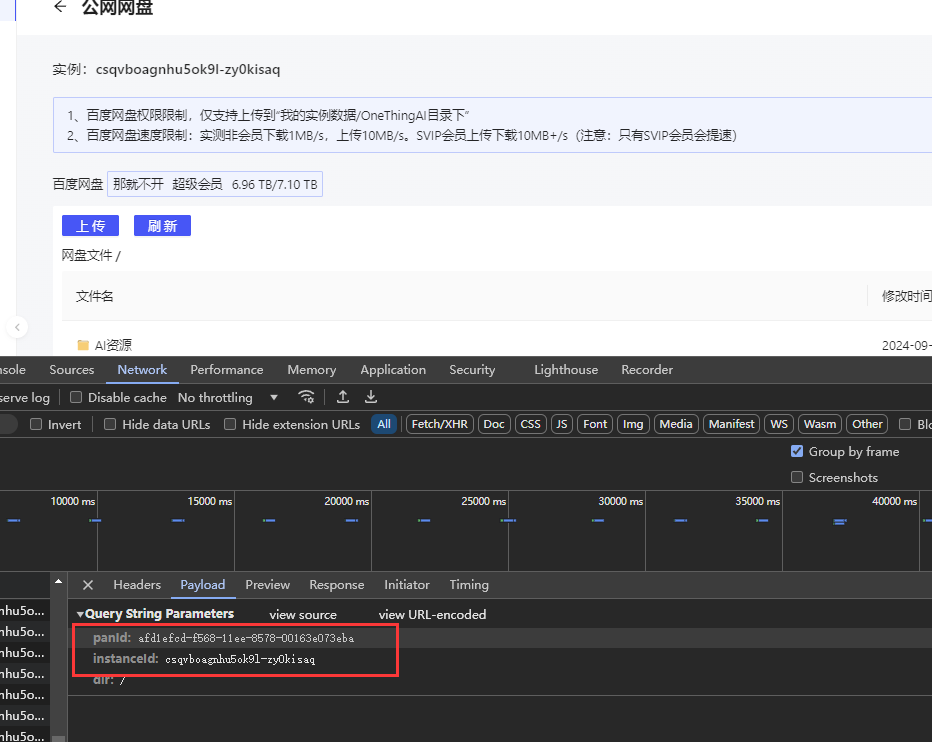 ← 公网网盘
实例：csqvboagnhu5ok9l-zy0kisaq
1、百度网盘权限限制，仅支持上传到“我的实例数据/OneThingAI目录下”
2、百度网盘速度限制：实测非会员下载1MB/s，上传10MB/s。SVIP会员上传下载10MB+/s（注意：只有SVIP会员会提速）
百度网盘 那就不开 超级会员 6.96 TB/7.10 TB
上传 刷新
网盘文件 /
文件名 修改时间
AI资源 2024-09-
nsole Sources Network Performance Memory Application Security Lighthouse Recorder
serve log Disable cache No throttling
Invert Hide data URLs Hide extension URLs All Fetch/XHR Doc CSS JS Font Img Media Manifest WS Wasm Other Blo
Group by frame
Screenshots
10000 ms 15000 ms 20000 ms 25000 ms 30000 ms 35000 ms 40000 ms
Headers Payload Preview Response Initiator Timing
nhu5o... Query String Parameters view source view URL-encoded
nhu5o... panId: afd1efcd-f568-11ee-8578-00163e073eba
nhu5o... instanceId: csqvboagnhu5ok9l-zy0kisaq
nhu5o... dir: /
nhu5o...
nhu5o...
nhu5o...